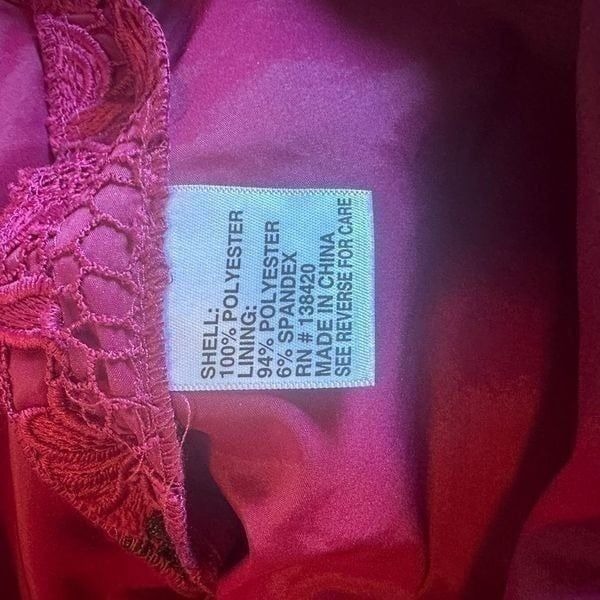 SHELL:
100% POLYESTER
LINING:
94% POLYESTER
6% SPANDEX
RN # 138420
MADE IN CHINA
SEE REVERSE FOR CARE